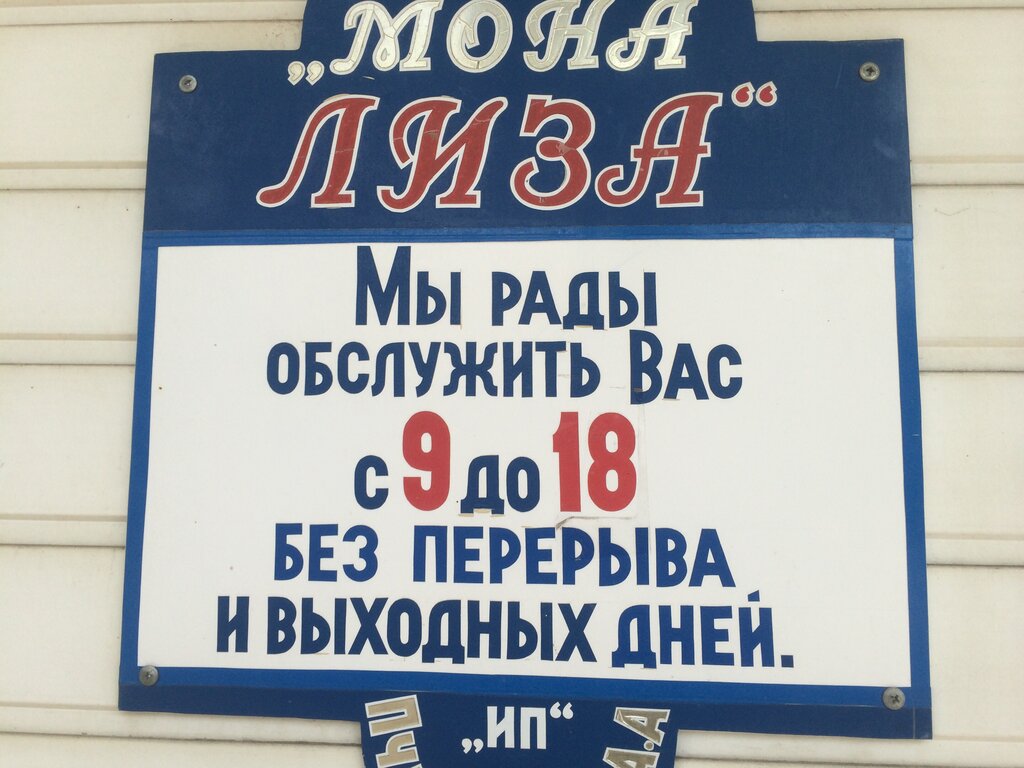 „МОНА
ЛИЗА“
Мы рады
обслужить Вас
с 9 до 18
без перерыва
и выходных дней.
„ИП“